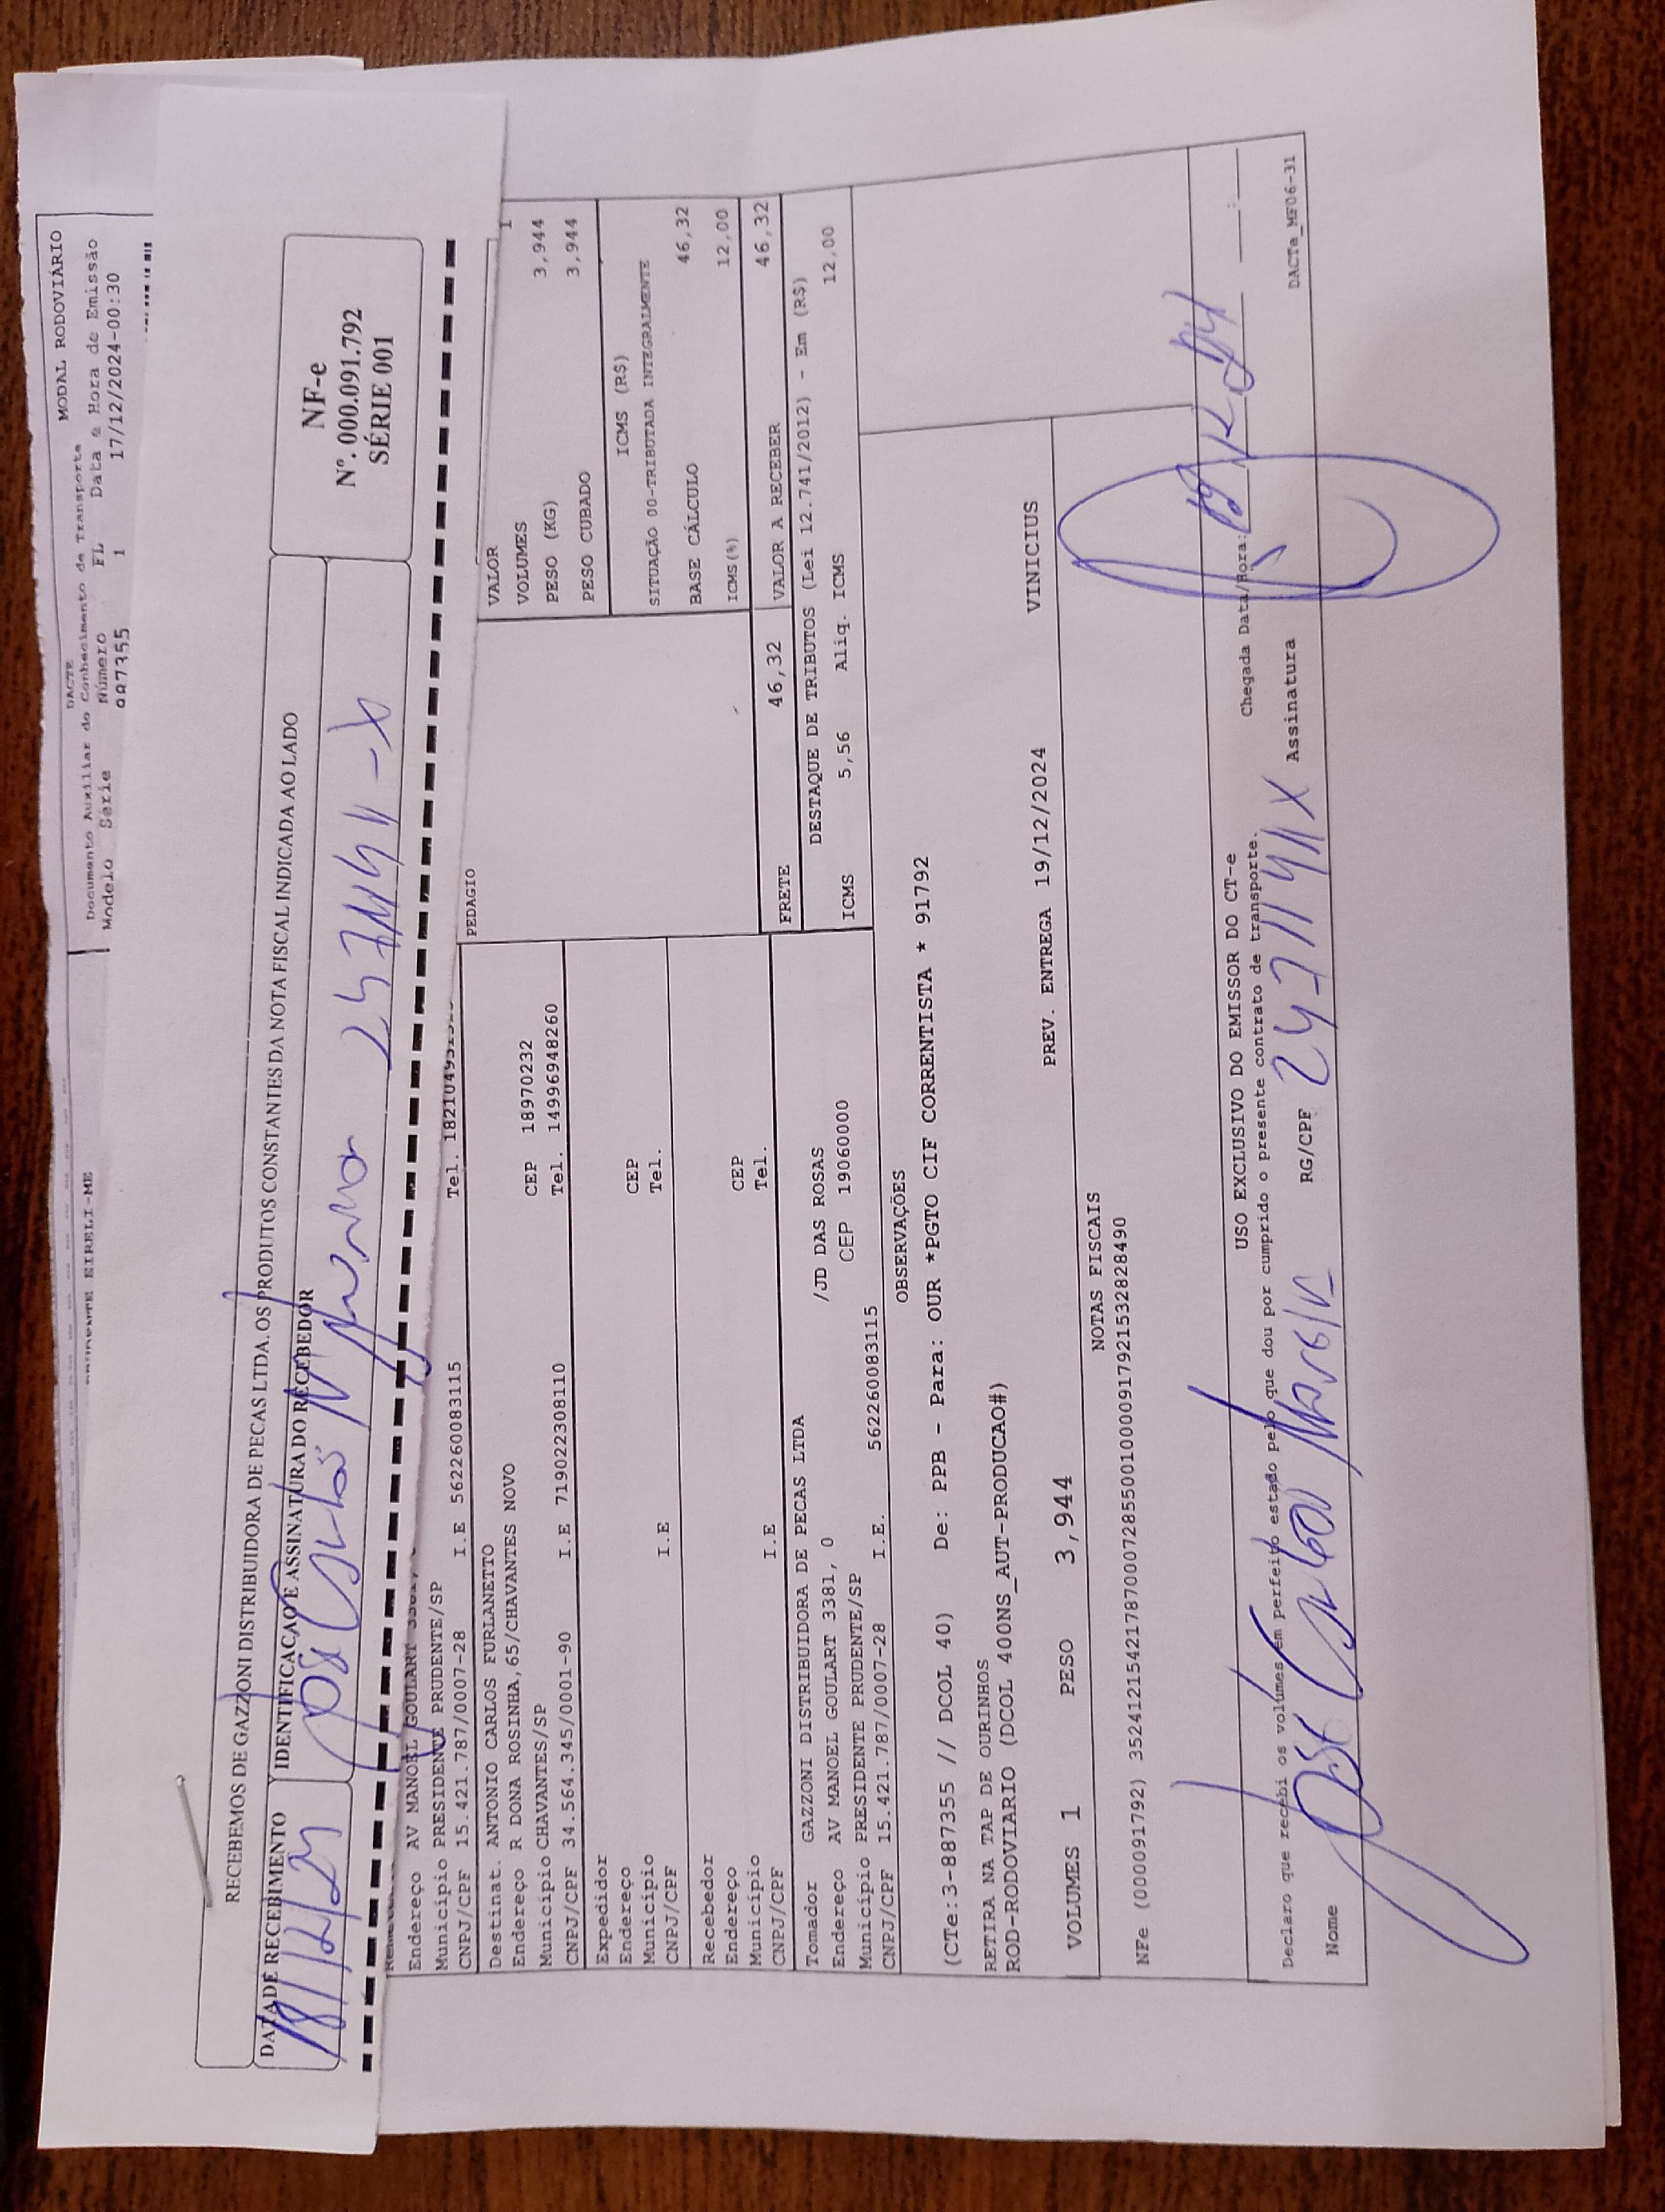 DACTE
MODAL RODOVIÁRIO
Documento Auxiliar do Conhecimento de Transporte
Modelo Série Número FL Data e Hora de Emissão
1 17/12/2024-00:30
EIRELI-ME
RECEBEMOS DE GAZZONI DISTRIBUIDORA DE PECAS LTDA. OS PRODUTOS CONSTANTES DA NOTA FISCAL INDICADA AO LADO
DATA DE RECEBIMENTO
IDENTIFICAÇÃO E ASSINATURA DO RECEBEDOR
18/12/24
José Carlos
NF-e
Nº. 000.091.792
SÉRIE 001
Endereço AV MANOEL GOULART
Município PRESIDENTE PRUDENTE/SP
CNPJ/CPF 15.421.787/0007-28 I.E 562260083115 Tel.
Destinat. ANTONIO CARLOS FURLANETTO
Endereço R DONA ROSINHA,65/CHAVANTES NOVO CEP 18970232
Município CHAVANTES/SP Tel. 14996948260
CNPJ/CPF 34.564.345/0001-90 I.E 719022308110
Expedidor
Endereço
Município CEP
CNPJ/CPF I.E Tel.
Recebedor
Endereço
Município CEP
CNPJ/CPF I.E Tel.
Tomador GAZZONI DISTRIBUIDORA DE PECAS LTDA
Endereço AV MANOEL GOULART 3381, 0 /JD DAS ROSAS
Município PRESIDENTE PRUDENTE/SP CEP 19060000
CNPJ/CPF 15.421.787/0007-28 I.E. 562260083115
PEDAGIO
VALOR
VOLUMES 1
PESO (KG) 3,944
PESO CUBADO 3,944
ICMS (R$)
SITUAÇÃO 00-TRIBUTADA INTEGRALMENTE
BASE CÁLCULO 46,32
ICMS(%) 12,00
FRETE 46,32 VALOR A RECEBER 46,32
DESTAQUE DE TRIBUTOS (Lei 12.741/2012) - Em (R$)
ICMS 5,56 Aliq. ICMS 12,00
OBSERVAÇÕES
(CTe:3-887355 // DCOL 40) De: PPB - Para: OUR *PGTO CIF CORRENTISTA * 91792
RETIRA NA TAP DE OURINHOS
ROD-RODOVIARIO (DCOL 400NS_AUT-PRODUCAO#)
PREV. ENTREGA 19/12/2024 VINICIUS
VOLUMES 1 PESO 3,944
NOTAS FISCAIS
NFe (000091792) 35241215421787000728550010000917921532828490
USO EXCLUSIVO DO EMISSOR DO CT-e
Declaro que recebi os volumes em perfeito estado pelo que dou por cumprido o presente contrato de transporte.
Chegada Data/Hora:
Nome José Carlos RG/CPF Assinatura
DACTe_MF06-31